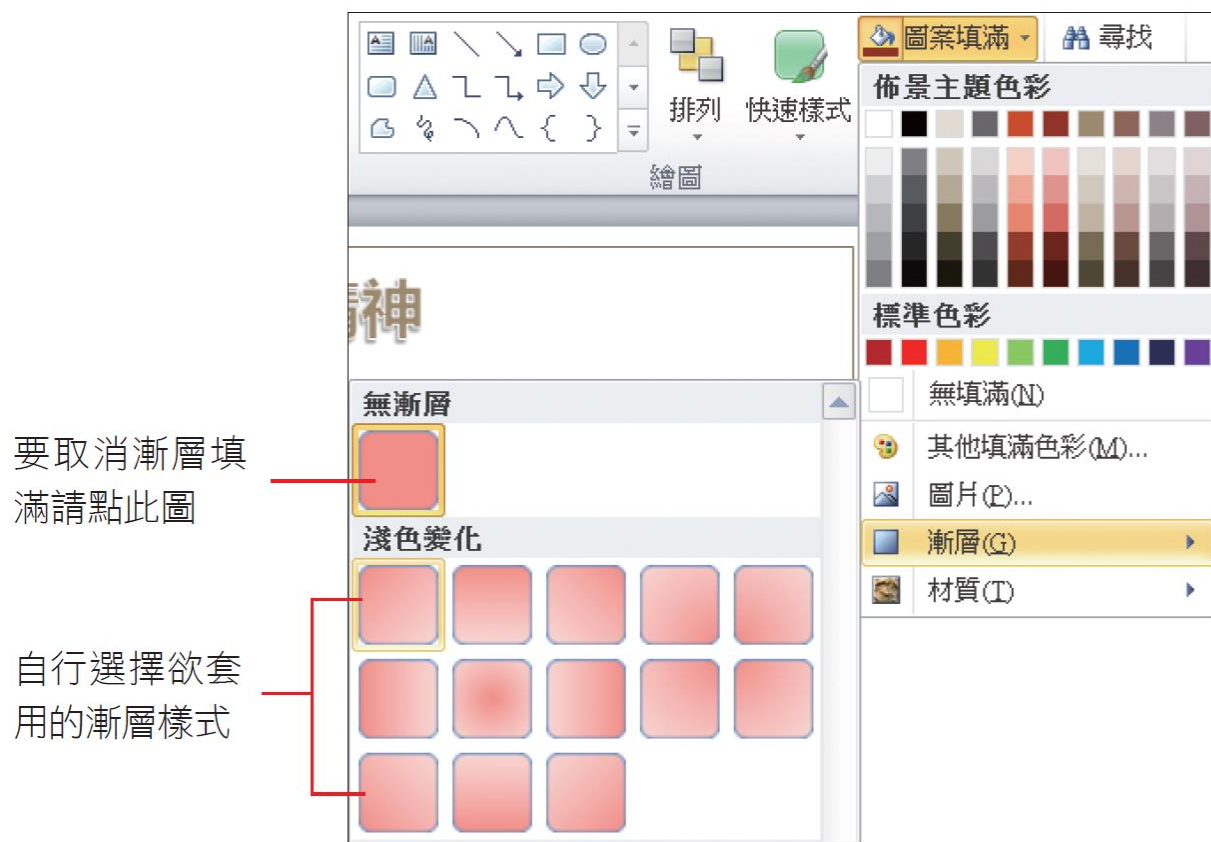 圖案填滿
尋找
排列
快速樣式
繪圖
佈景主題色彩
標準色彩
無填滿(N)
其他填滿色彩(M)...
圖片(P)...
漸層(G)
材質(T)
精神
無漸層
淺色變化
要取消漸層填
滿請點此圖
自行選擇欲套
用的漸層樣式